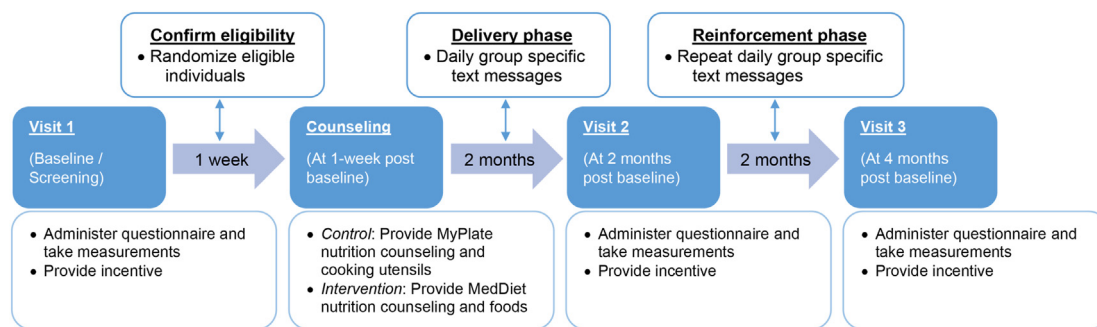 Confirm eligibility
• Randomize eligible
individuals
Delivery phase
• Daily group specific
text messages
Reinforcement phase
• Repeat daily group specific
text messages
Visit 1
(Baseline /
Screening)
1 week
Counseling
(At 1-week post
baseline)
2 months
Visit 2
(At 2 months
post baseline)
2 months
Visit 3
(At 4 months
post baseline)
• Administer questionnaire and
take measurements
• Provide incentive
• Control: Provide MyPlate
nutrition counseling and
cooking utensils
• Intervention: Provide MedDiet
nutrition counseling and foods
• Administer questionnaire and
take measurements
• Provide incentive
• Administer questionnaire and
take measurements
• Provide incentive